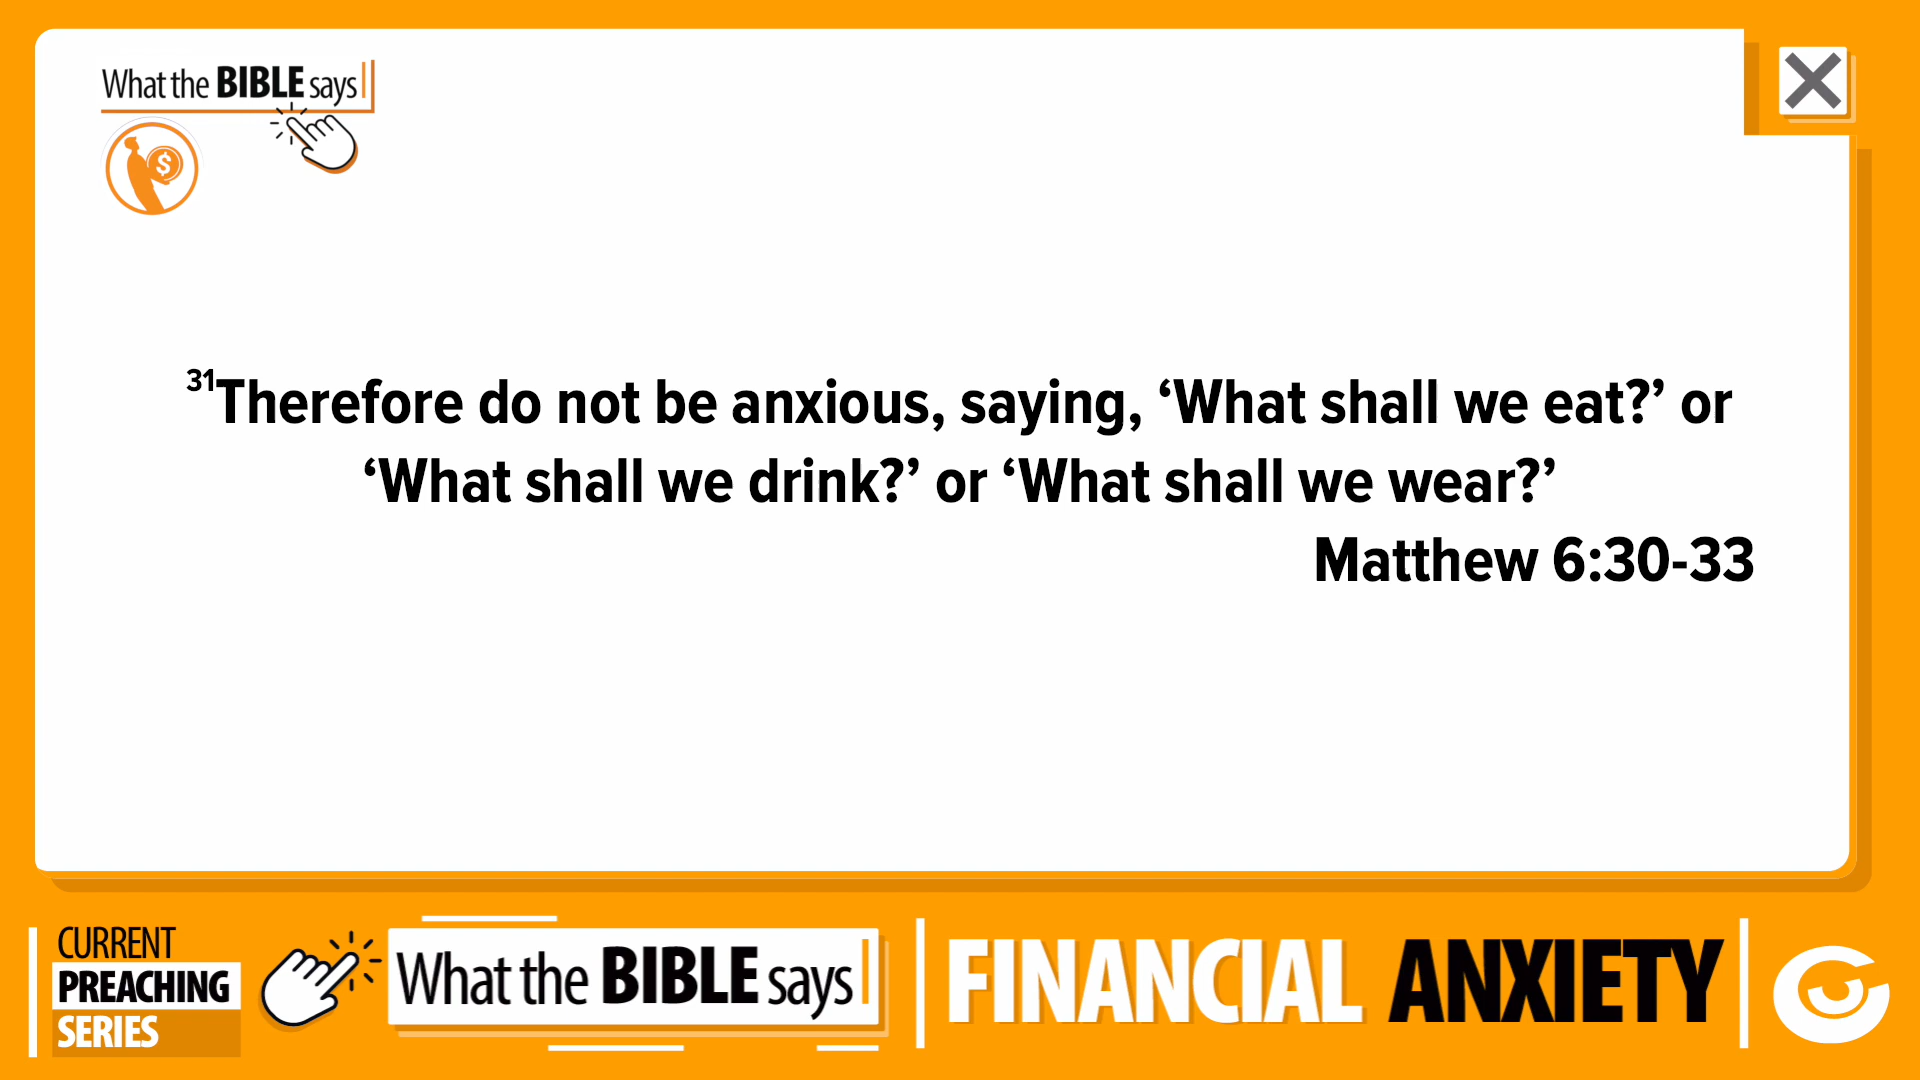 What the BIBLE says
$
³¹Therefore do not be anxious, saying, ‘What shall we eat?’ or
‘What shall we drink?’ or ‘What shall we wear?’
Matthew 6:30-33
CURRENT
PREACHING
SERIES
What the BIBLE says
FINANCIAL ANXIETY